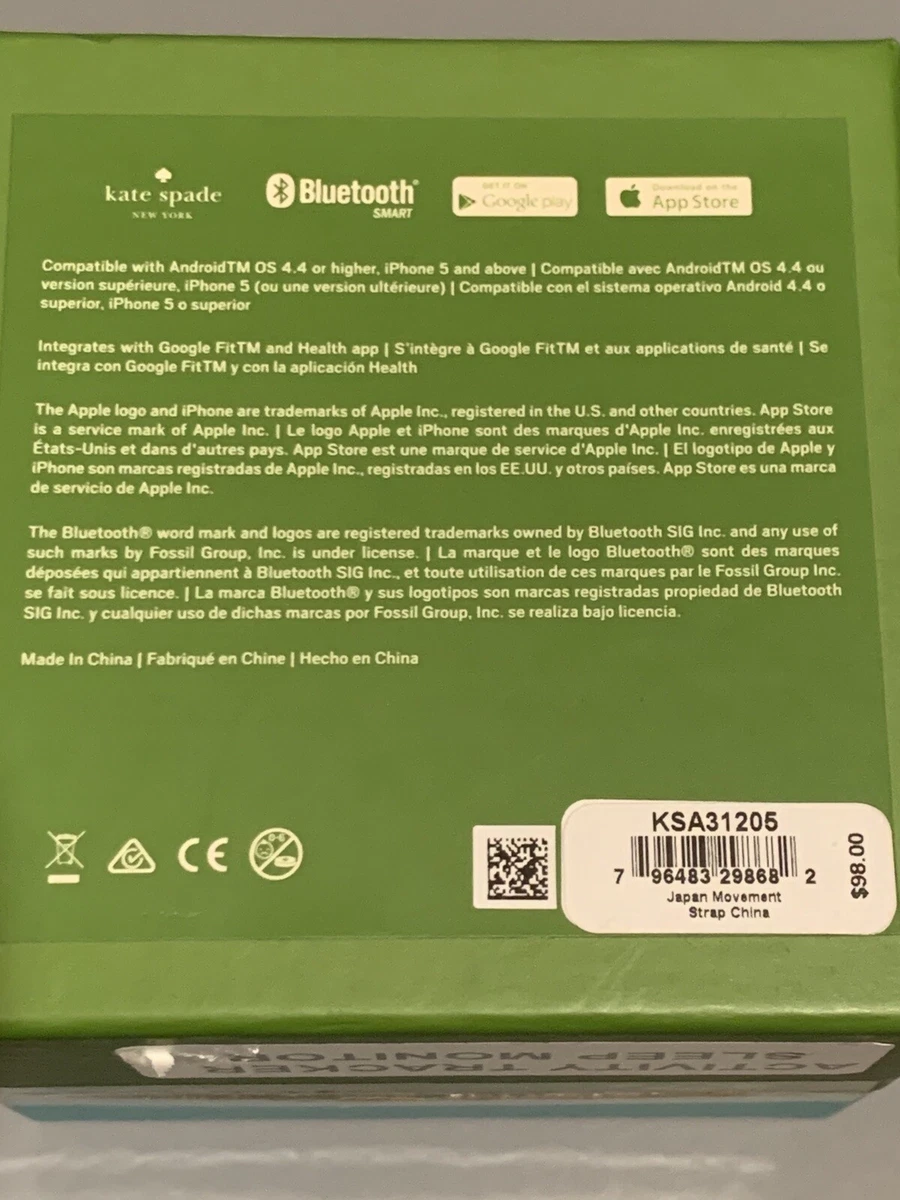 kate spade
NEW YORK
Bluetooth®
SMART
GET IT ON
Google play
Download on the
App Store
Compatible with AndroidTM OS 4.4 or higher, iPhone 5 and above | Compatible avec AndroidTM OS 4.4 ou
version supérieure, iPhone 5 (ou une version ultérieure) | Compatible con el sistema operativo Android 4.4 o
superior, iPhone 5 o superior
Integrates with Google FitTM and Health app | S'intègre à Google FitTM et aux applications de santé | Se
integra con Google FitTM y con la aplicación Health
The Apple logo and iPhone are trademarks of Apple Inc., registered in the U.S. and other countries. App Store
is a service mark of Apple Inc. | Le logo Apple et iPhone sont des marques d'Apple Inc. enregistrées aux
États-Unis et dans d'autres pays. App Store est une marque de service d'Apple Inc. | El logotipo de Apple y
iPhone son marcas registradas de Apple Inc., registradas en los EE.UU. y otros países. App Store es una marca
de servicio de Apple Inc.
The Bluetooth® word mark and logos are registered trademarks owned by Bluetooth SIG Inc. and any use of
such marks by Fossil Group, Inc. is under license. | La marque et le logo Bluetooth® sont des marques
déposées qui appartiennent à Bluetooth SIG Inc., et toute utilisation de ces marques par le Fossil Group Inc.
se fait sous licence. | La marca Bluetooth® y sus logotipos son marcas registradas propiedad de Bluetooth
SIG Inc. y cualquier uso de dichas marcas por Fossil Group, Inc. se realiza bajo licencia.
Made In China | Fabriqué en Chine | Hecho en China
CE
0-3
KSA31205
7 96483 29868 2
Japan Movement
Strap China
$98.00
ACTIVITY TRACKER
SLEEP MONITOR